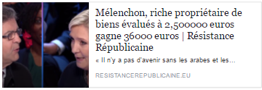 Mélenchon, riche propriétaire de
biens évalués à 2,500000 euros
gagne 36000 euros | Résistance
Républicaine
« Il n'y a pas d'avenir sans les arabes et les...
RESISTANCEREPUBLICAINE.EU